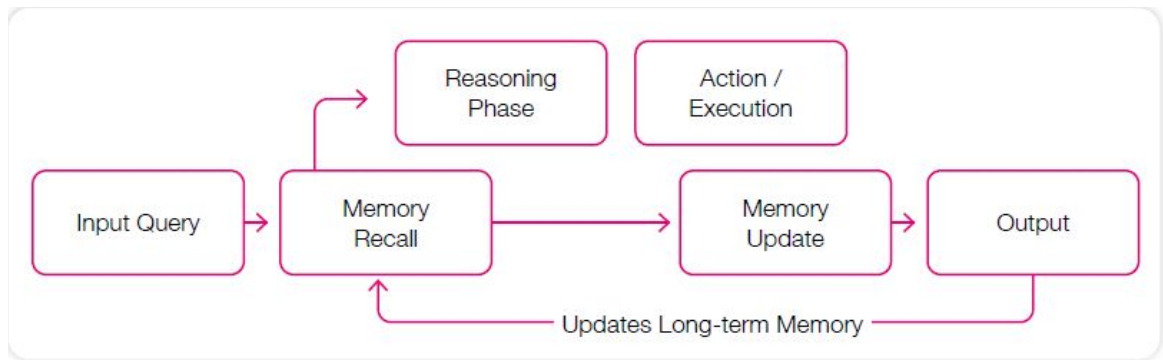 Reasoning
Phase
Action /
Execution
Input Query
Memory
Recall
Memory
Update
Output
Updates Long-term Memory